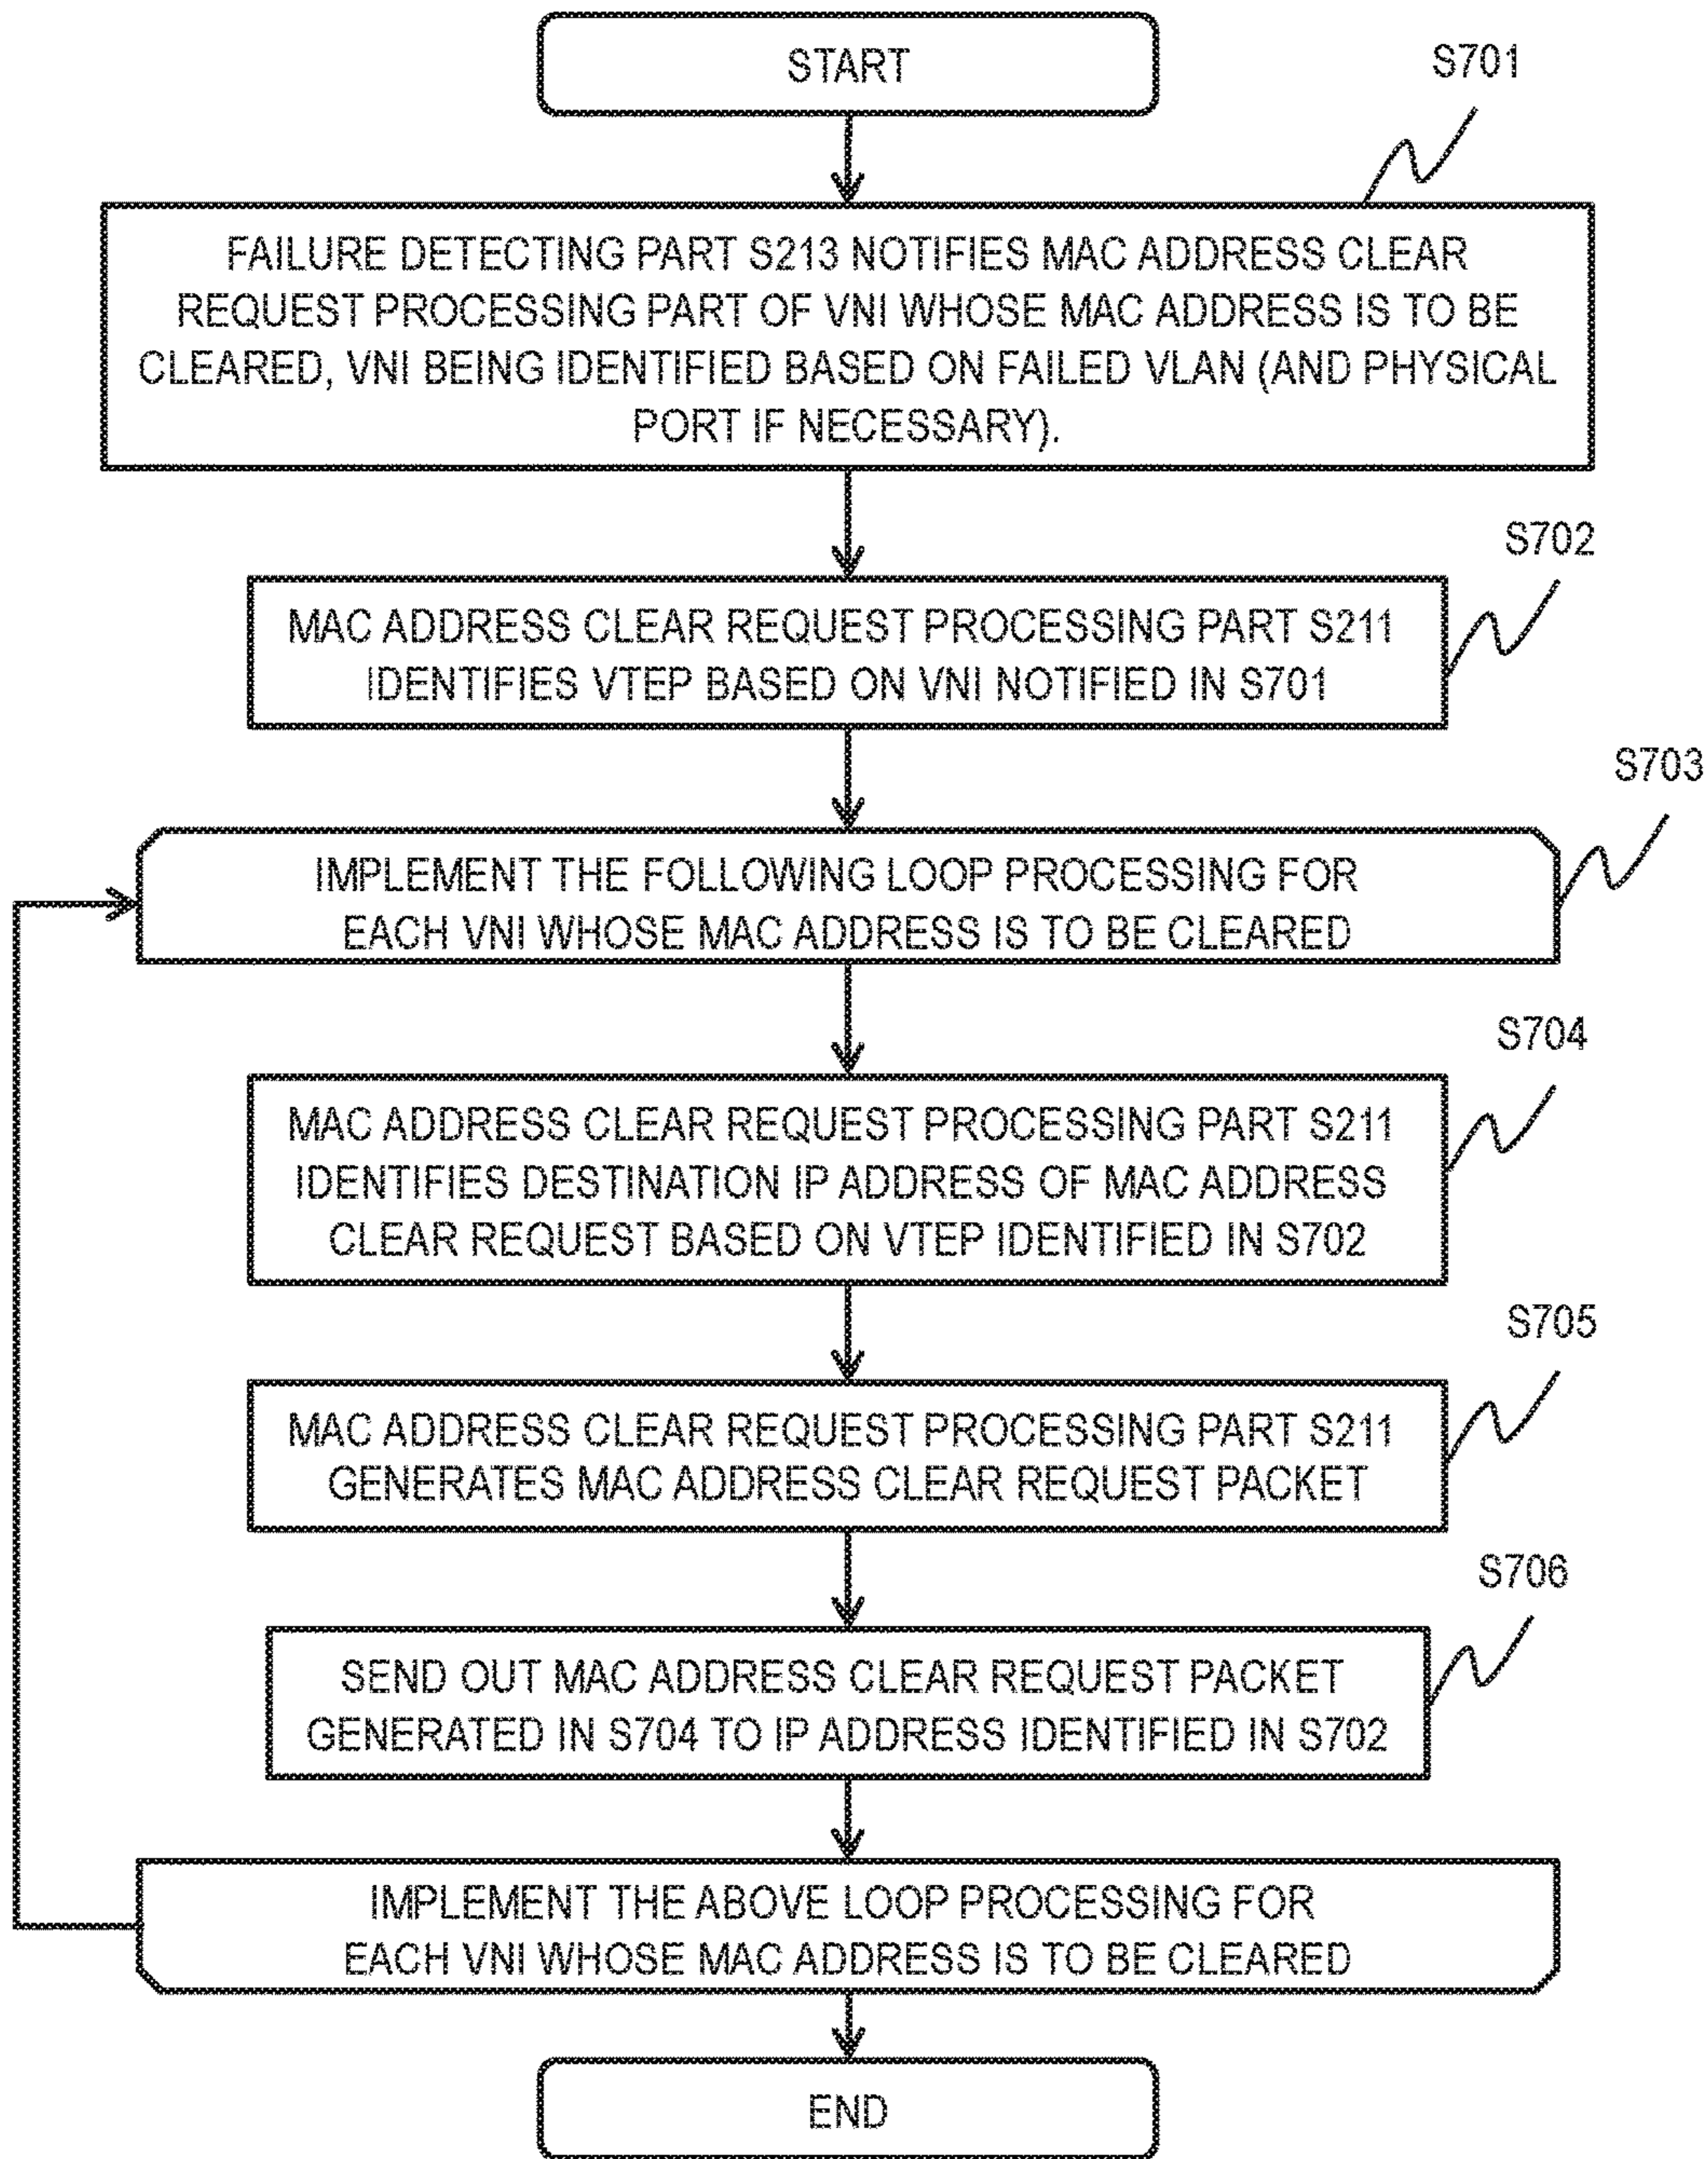 START
S701
FAILURE DETECTING PART S213 NOTIFIES MAC ADDRESS CLEAR
REQUEST PROCESSING PART OF VNI WHOSE MAC ADDRESS IS TO BE
CLEARED, VNI BEING IDENTIFIED BASED ON FAILED VLAN (AND PHYSICAL
PORT IF NECESSARY).
S702
MAC ADDRESS CLEAR REQUEST PROCESSING PART S211
IDENTIFIES VTEP BASED ON VNI NOTIFIED IN S701
S703
IMPLEMENT THE FOLLOWING LOOP PROCESSING FOR
EACH VNI WHOSE MAC ADDRESS IS TO BE CLEARED
S704
MAC ADDRESS CLEAR REQUEST PROCESSING PART S211
IDENTIFIES DESTINATION IP ADDRESS OF MAC ADDRESS
CLEAR REQUEST BASED ON VTEP IDENTIFIED IN S702
S705
MAC ADDRESS CLEAR REQUEST PROCESSING PART S211
GENERATES MAC ADDRESS CLEAR REQUEST PACKET
S706
SEND OUT MAC ADDRESS CLEAR REQUEST PACKET
GENERATED IN S704 TO IP ADDRESS IDENTIFIED IN S702
IMPLEMENT THE ABOVE LOOP PROCESSING FOR
EACH VNI WHOSE MAC ADDRESS IS TO BE CLEARED
END